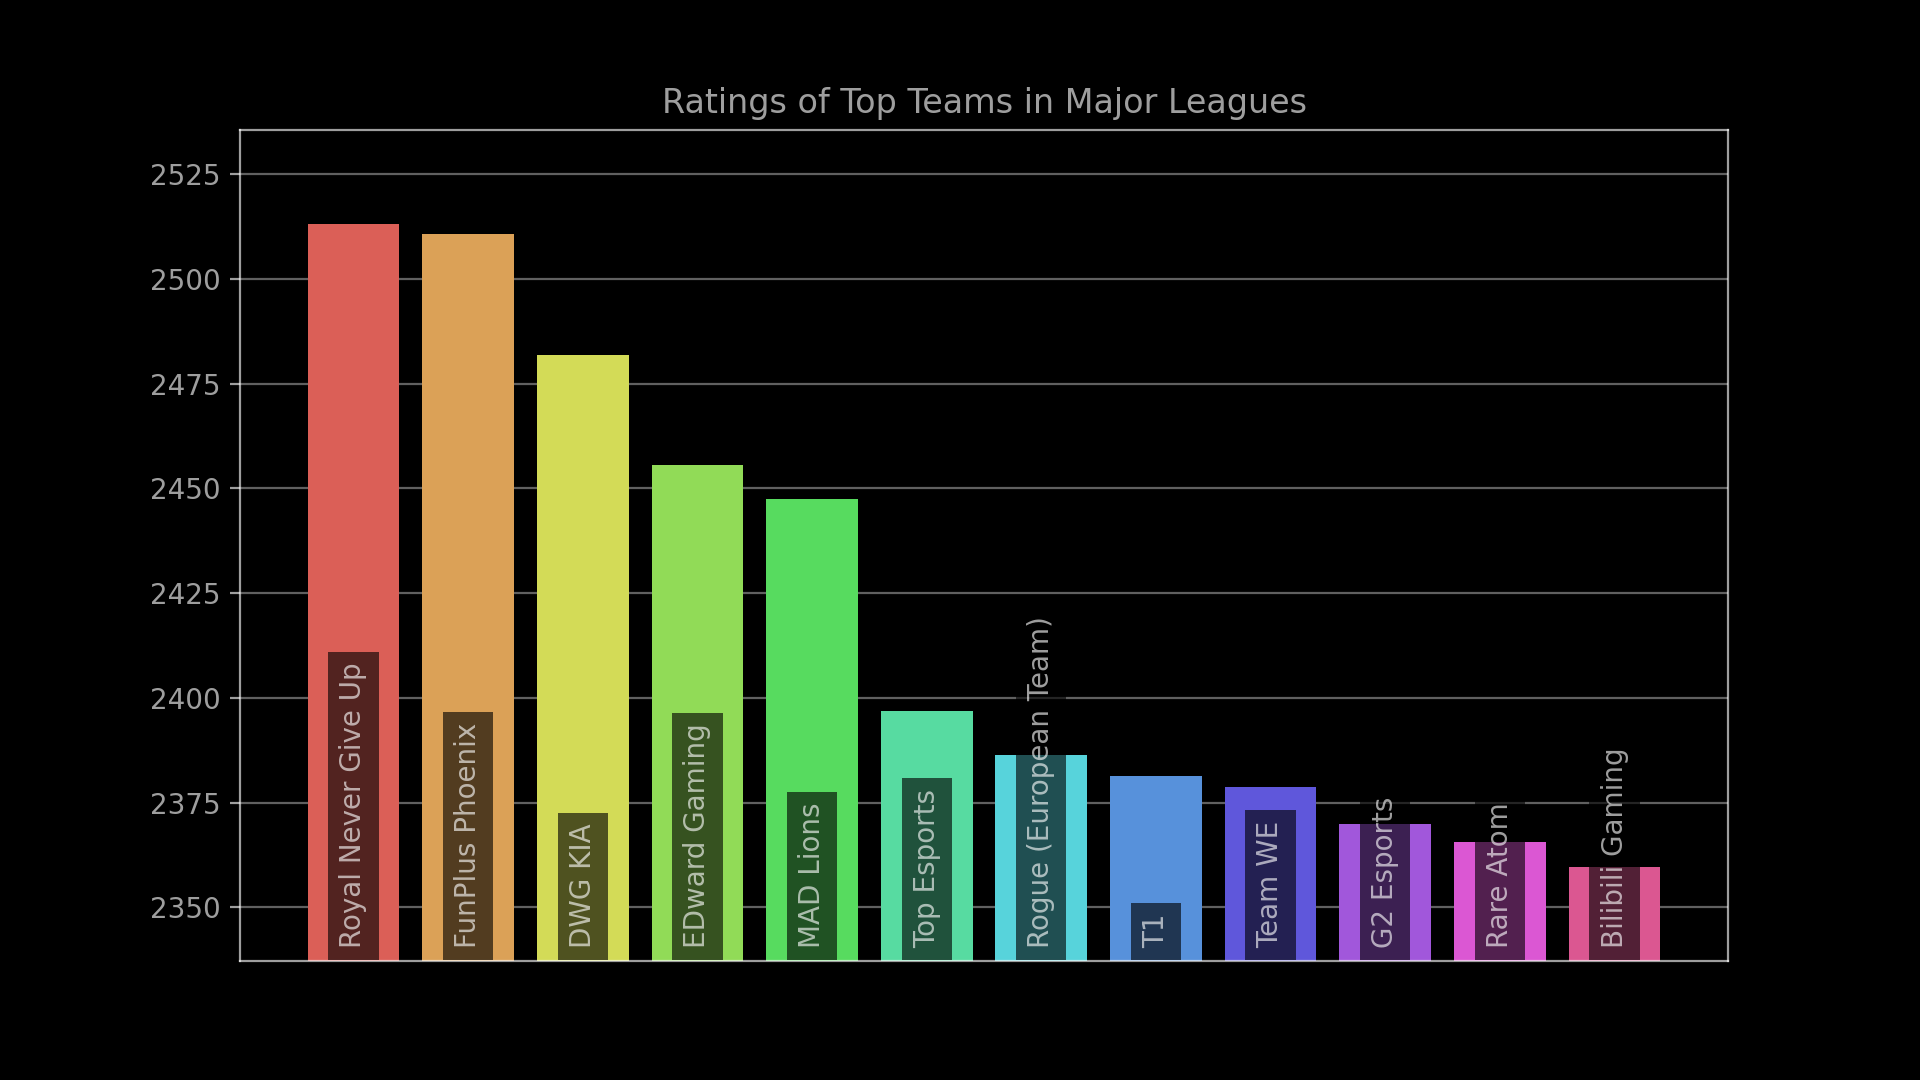 Ratings of Top Teams in Major Leagues
2525
2500
2475
2450
2425
2400
2375
2350
Royal Never Give Up
FunPlus Phoenix
DWG KIA
EDward Gaming
MAD Lions
Top Esports
Rogue (European Team)
T1
Team WE
G2 Esports
Rare Atom
Bilibili Gaming